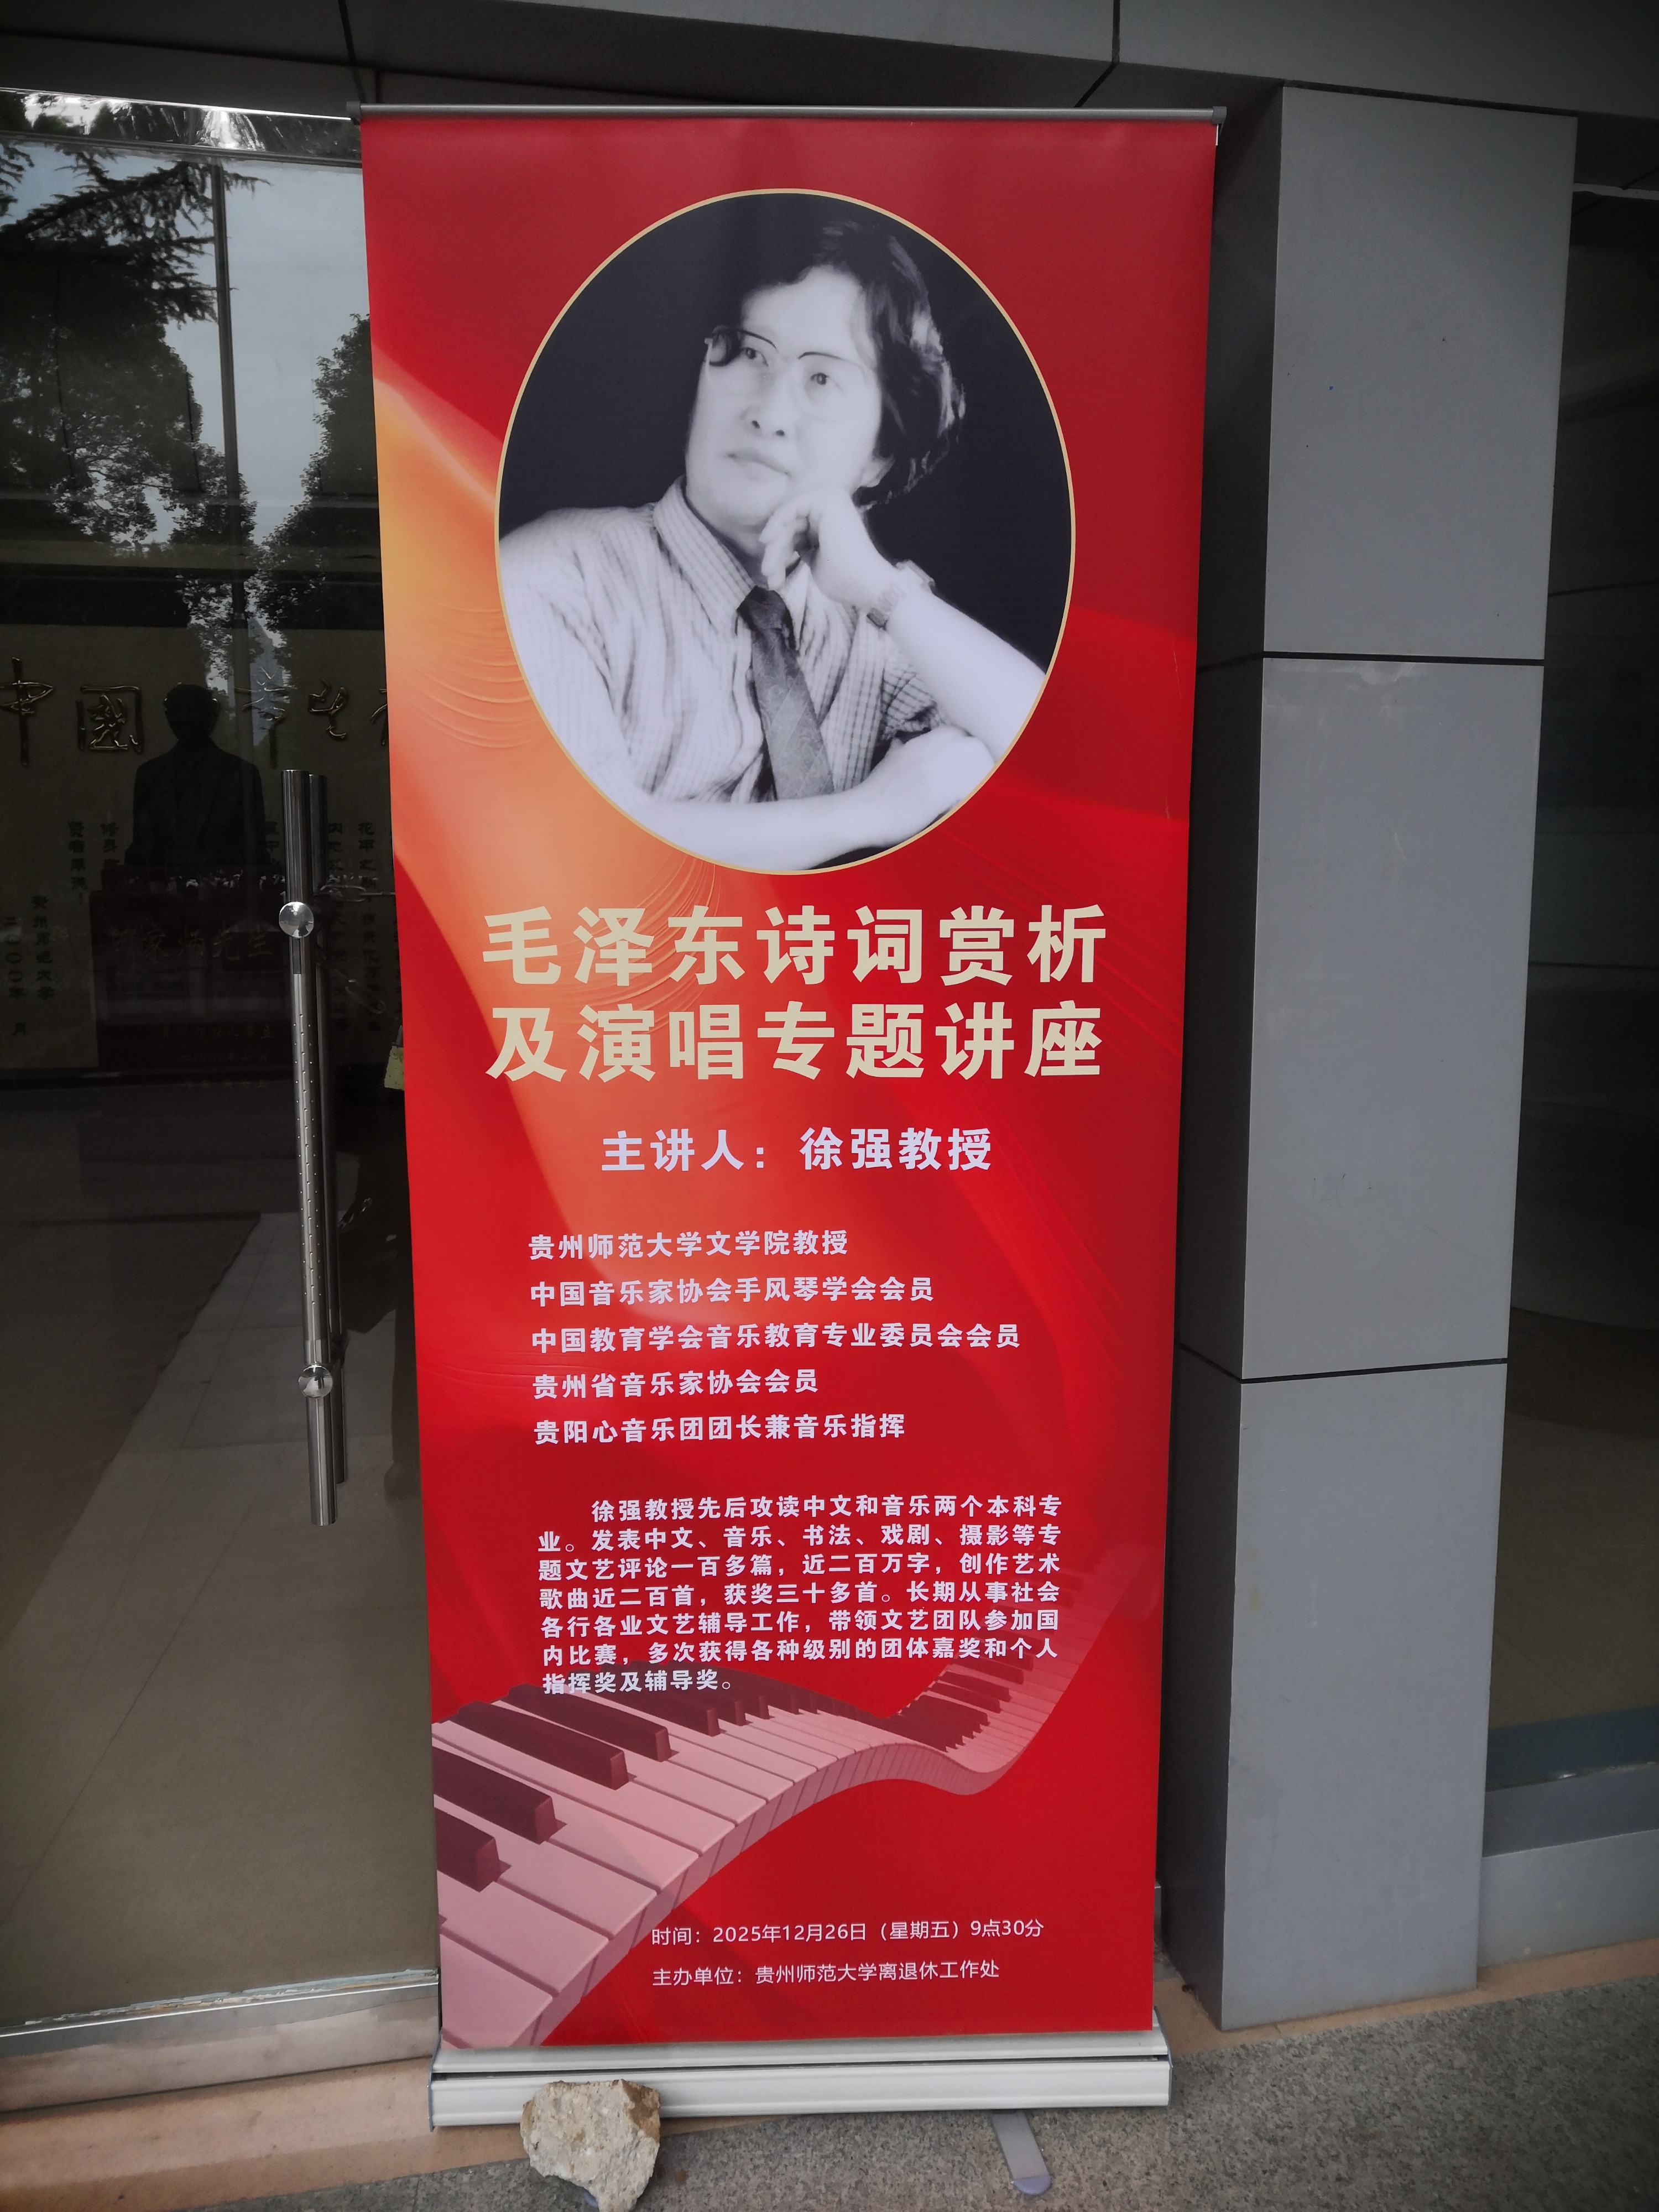 毛泽东诗词赏析
及演唱专题讲座
主讲人：徐强教授
贵州师范大学文学院教授
中国音乐家协会手风琴学会会员
中国教育学会音乐教育专业委员会会员
贵州省音乐家协会会员
贵阳心音乐团团长兼音乐指挥
徐强教授先后攻读中文和音乐两个本科专
业。发表中文、音乐、书法、戏剧、摄影等专
题文艺评论一百多篇，近二百万字，创作艺术
歌曲近二百首，获奖三十多首。长期从事社会
各行各业文艺辅导工作，带领文艺团队参加国
内比赛，多次获得各种级别的团体嘉奖和个人
指挥奖及辅导奖。
时间：2025年12月26日（星期五）9点30分
主办单位：贵州师范大学离退休工作处
中國